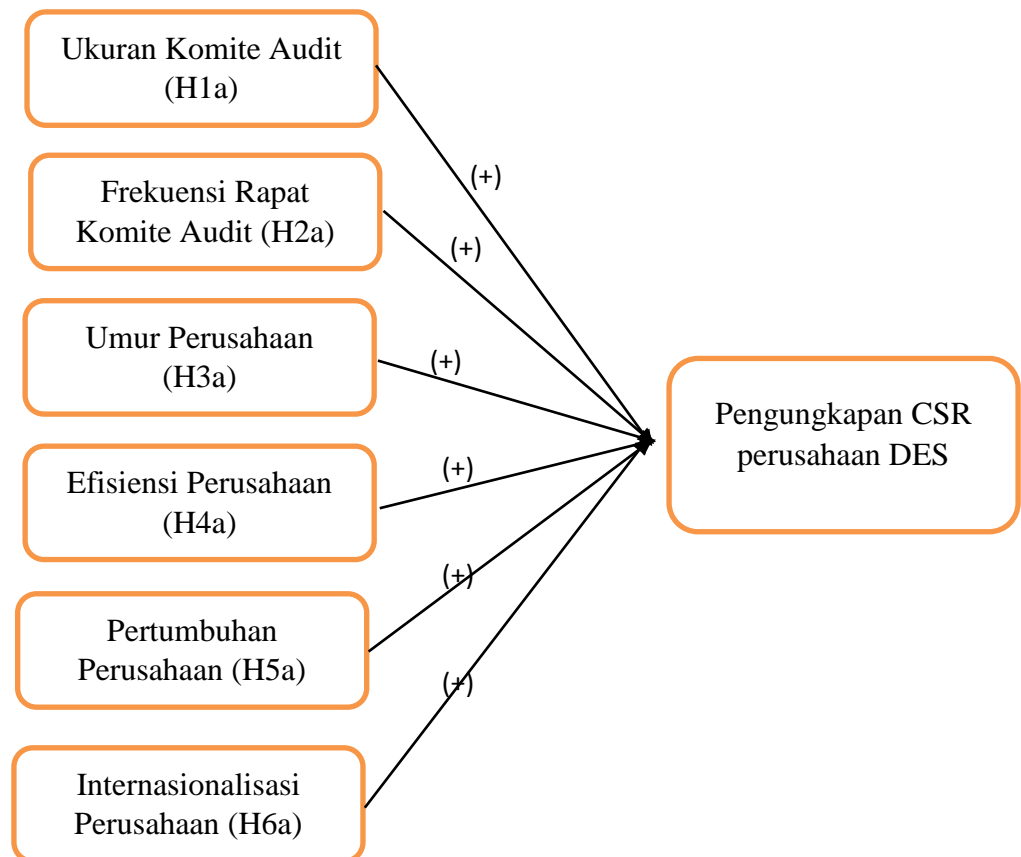 Ukuran Komite Audit
(H1a)
(+)
Frekuensi Rapat
Komite Audit (H2a)
(+)
Umur Perusahaan
(H3a)
(+)
Pengungkapan CSR
perusahaan DES
Efisiensi Perusahaan
(H4a)
(+)
Pertumbuhan
Perusahaan (H5a)
(+)
Internasionalisasi
Perusahaan (H6a)
(+)